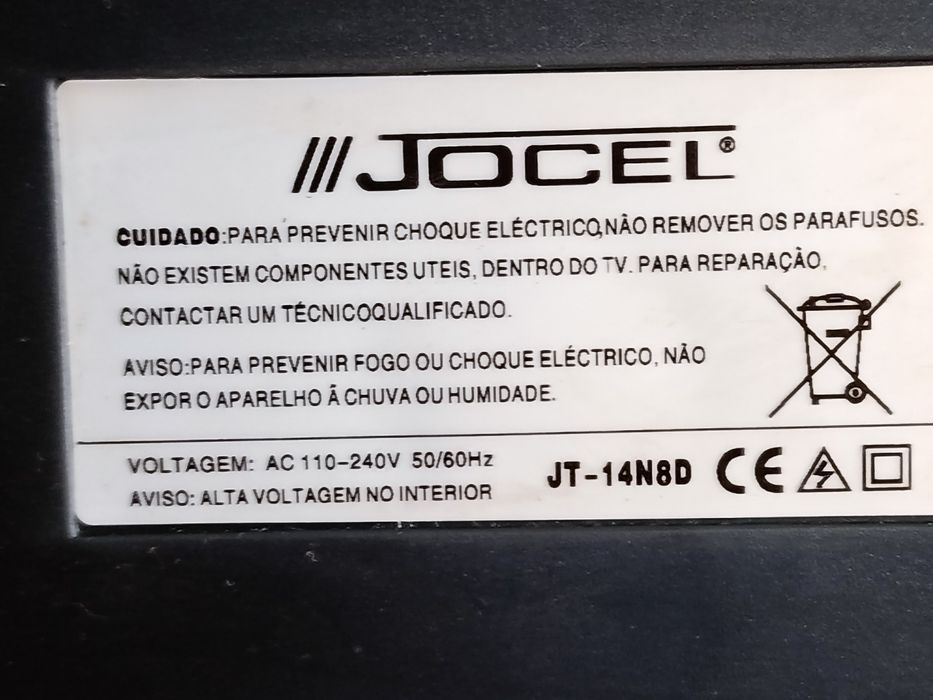 JOCEL®
CUIDADO:PARA PREVENIR CHOQUE ELÉCTRICO,NÃO REMOVER OS PARAFUSOS.
NÃO EXISTEM COMPONENTES UTEIS, DENTRO DO TV. PARA REPARAÇÃO,
CONTACTAR UM TÉCNICOQUALIFICADO.
AVISO:PARA PREVENIR FOGO OU CHOQUE ELÉCTRICO, NÃO
EXPOR O APARELHO Ã CHUVA OU HUMIDADE.
VOLTAGEM: AC 110-240V 50/60Hz
AVISO: ALTA VOLTAGEM NO INTERIOR
JT-14N8D CE